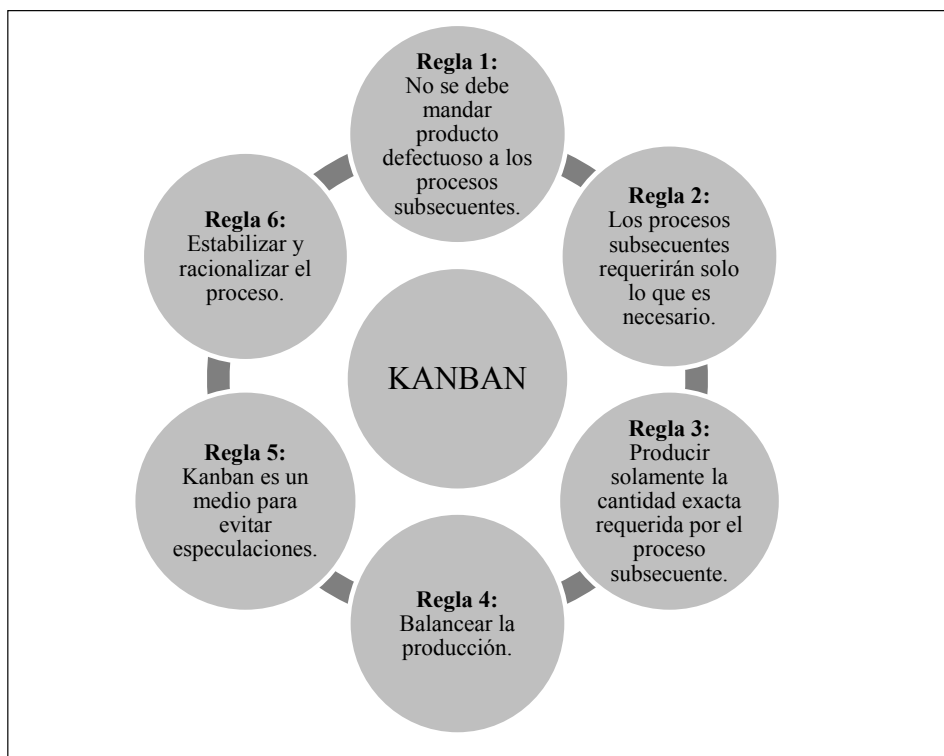 Regla 1:
No se debe
mandar
producto
defectuoso a los
procesos
subsecuentes.
Regla 2:
Los procesos
subsecuentes
requerirán solo
lo que es
necesario.
Regla 3:
Producir
solamente la
cantidad exacta
requerida por el
proceso
subsecuente.
Regla 4:
Balancear la
producción.
Regla 5:
Kanban es un
medio para
evitar
especulaciones.
Regla 6:
Estabilizar y
racionalizar el
proceso.
KANBAN